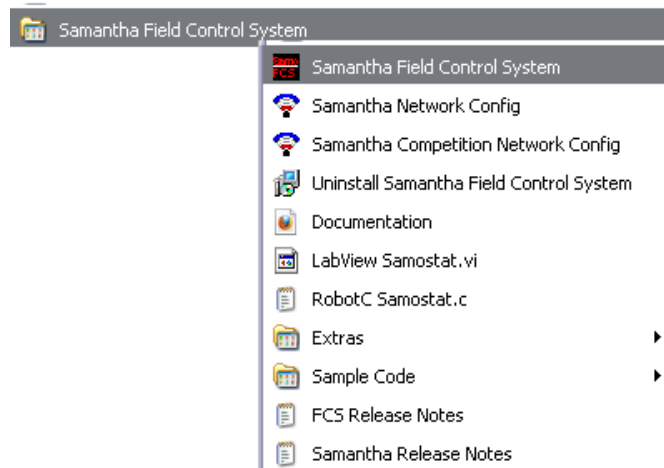 Samantha Field Control System
Samantha Field Control System
Samantha Network Config
Samantha Competition Network Config
Uninstall Samantha Field Control System
Documentation
LabView Samostat.vi
RobotC Samostat.c
Extras
Sample Code
FCS Release Notes
Samantha Release Notes